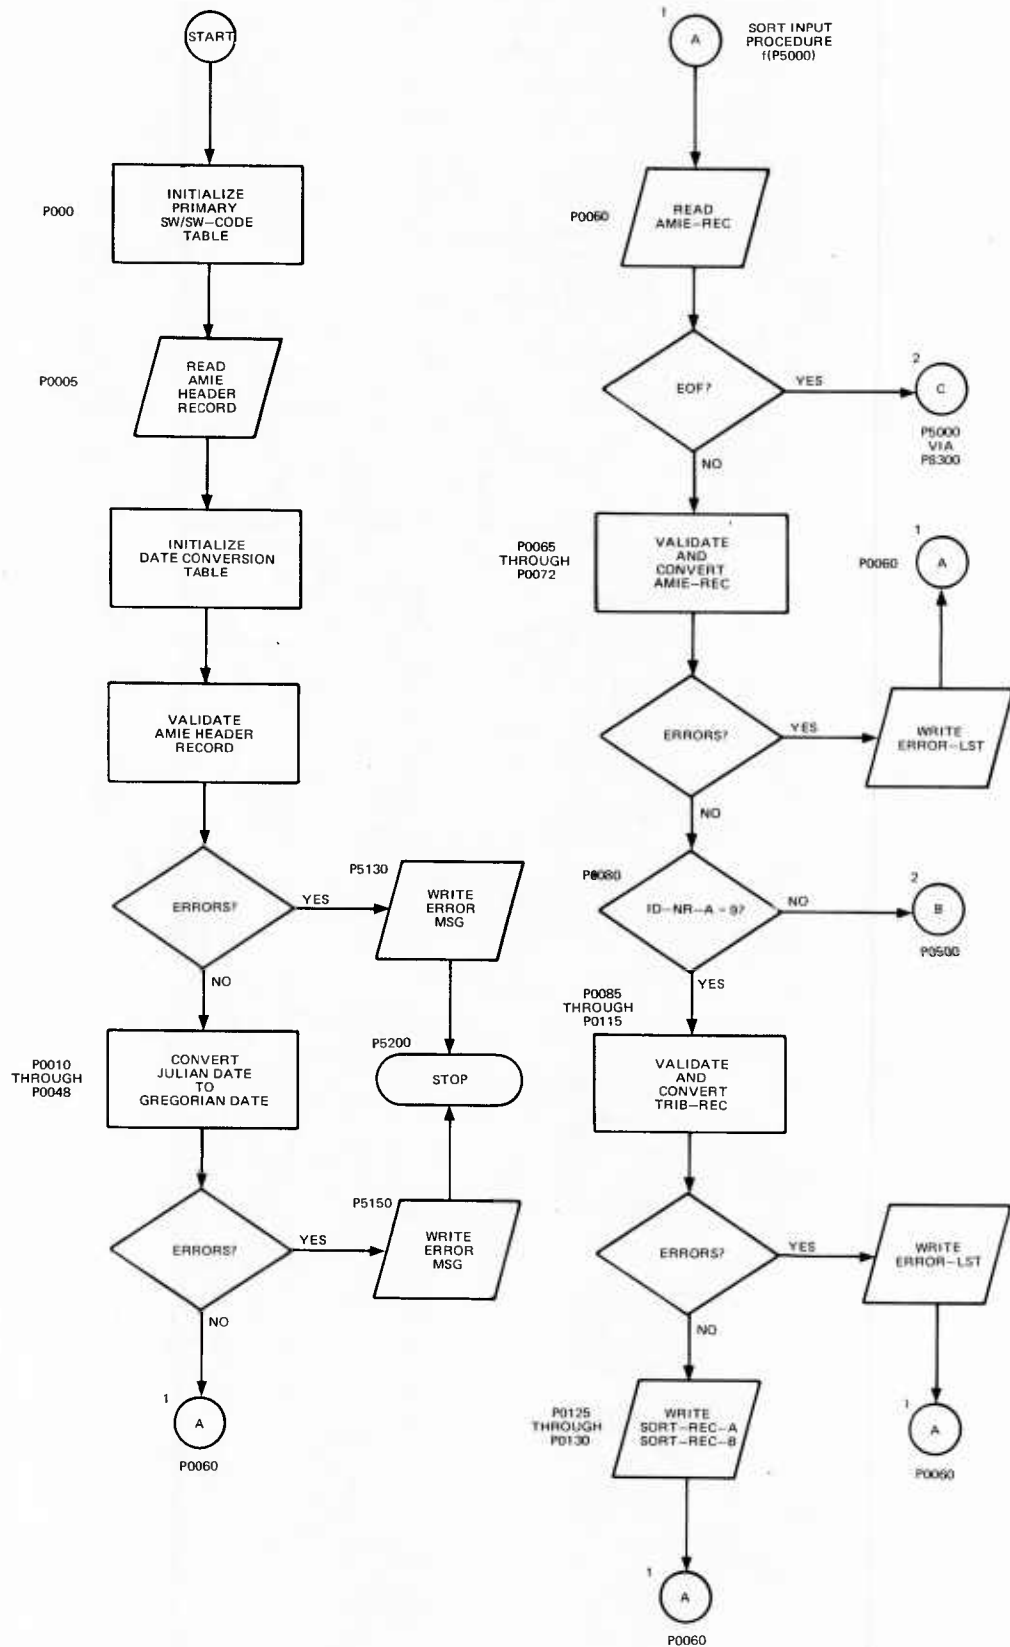 START
P000
INITIALIZE
PRIMARY
SW/SW-CODE
TABLE
P0005
READ
AMIE
HEADER
RECORD
INITIALIZE
DATE CONVERSION
TABLE
VALIDATE
AMIE HEADER
RECORD
ERRORS?
YES
P5130
WRITE
ERROR
MSG
NO
P0010
THROUGH
P0048
CONVERT
JULIAN DATE
TO
GREGORIAN DATE
P5200
STOP
ERRORS?
YES
P5150
WRITE
ERROR
MSG
NO
1
A
P0060
1
A
SORT INPUT
PROCEDURE
f(P5000)
P0060
READ
AMIE-REC
EOF?
YES
2
C
P5000
VIA
P8300
NO
P0065
THROUGH
P0072
VALIDATE
AND
CONVERT
AMIE-REC
1
A
P0060
ERRORS?
YES
WRITE
ERROR-LST
NO
P0080
ID-NR-A = 9?
NO
2
B
P0500
YES
P0085
THROUGH
P0115
VALIDATE
AND
CONVERT
TRIB-REC
ERRORS?
YES
WRITE
ERROR-LST
NO
1
A
P0060
P0125
THROUGH
P0130
WRITE
SORT-REC-A
SORT-REC-B
1
A
P0060